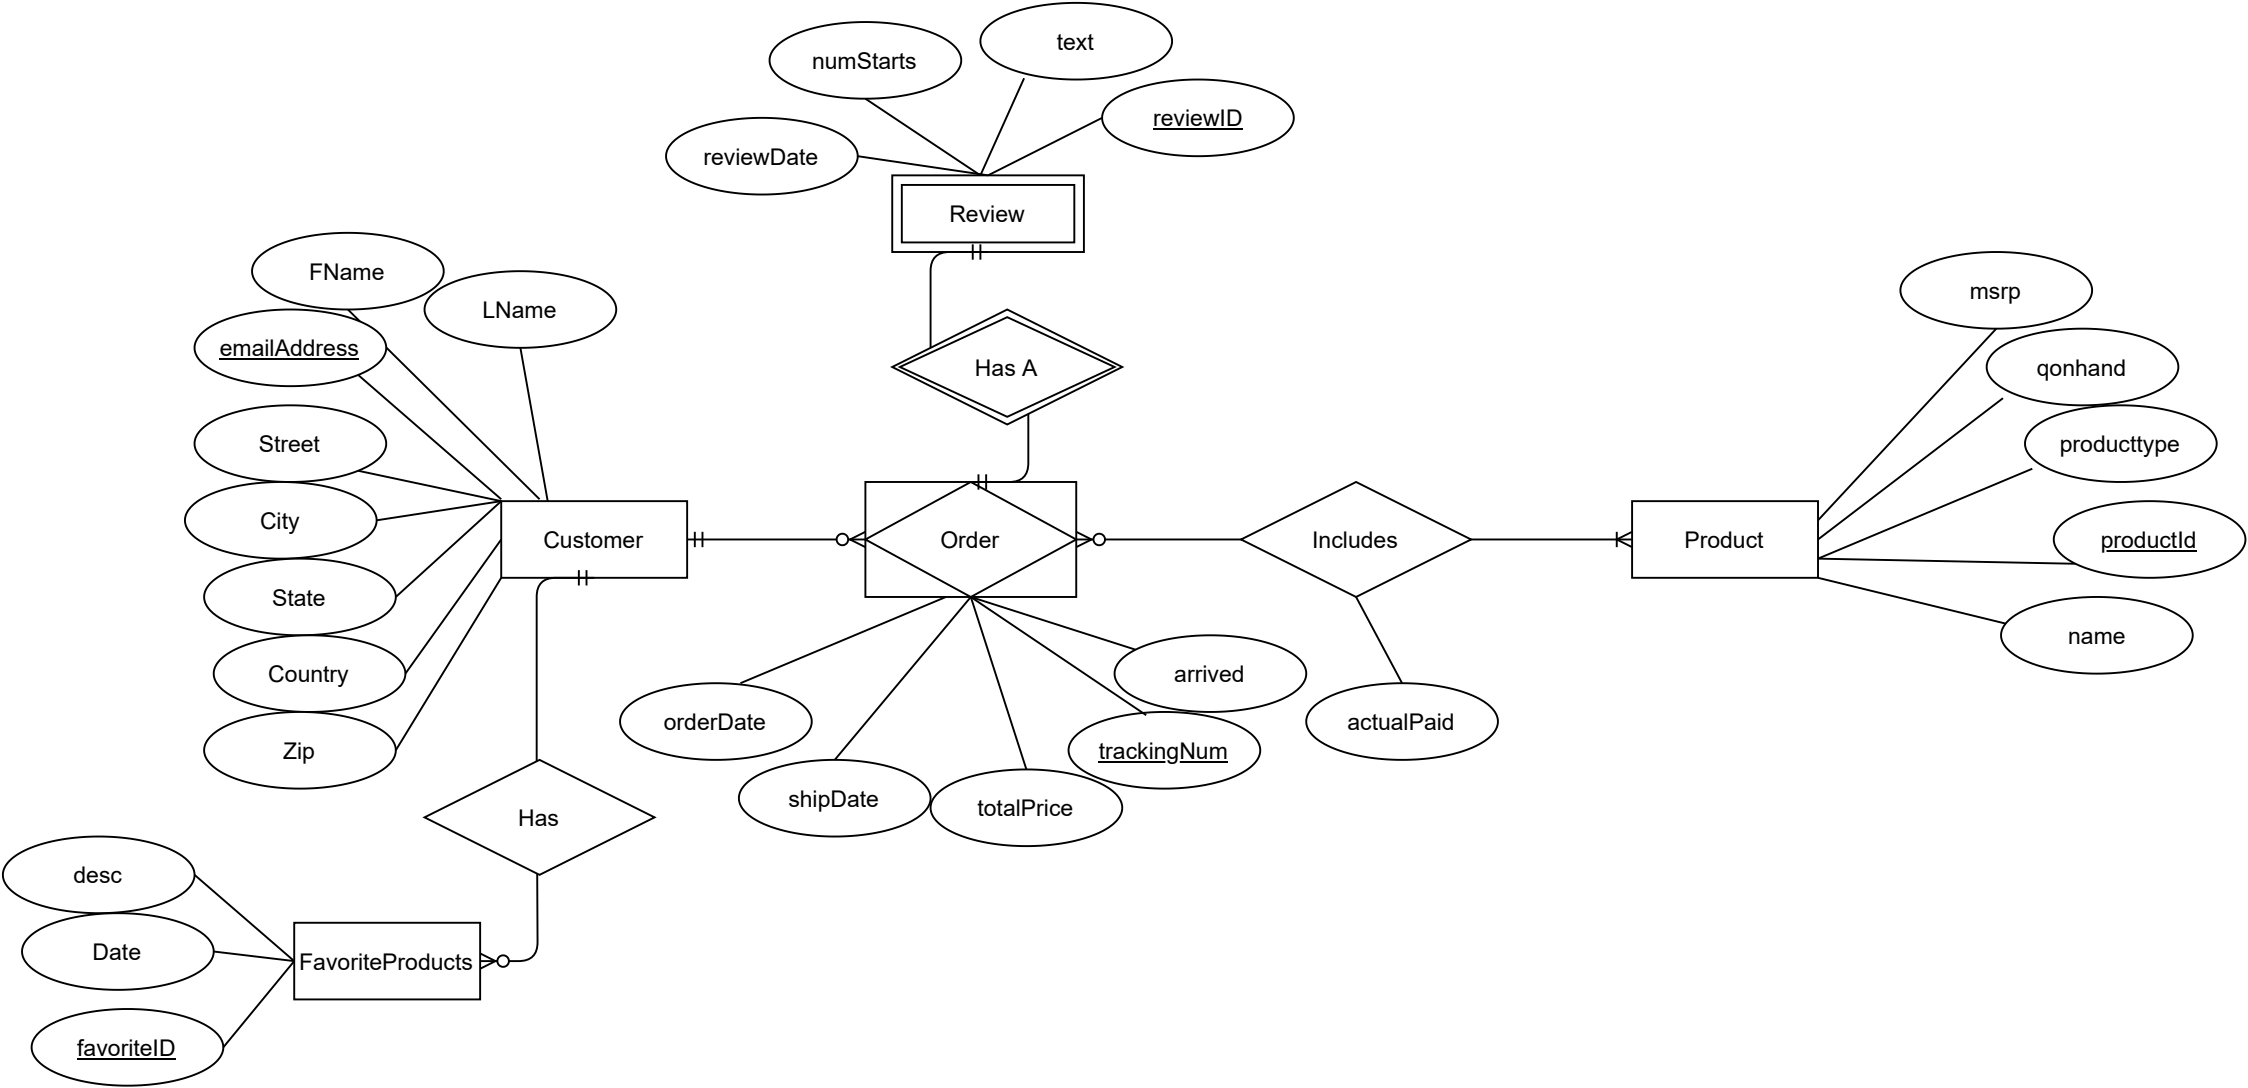 text
numStarts
reviewID
reviewDate
Review
FName
LName
emailAddress
Has A
msrp
qonhand
Street
producttype
City
Customer
Order
Includes
Product
productId
State
name
Country
arrived
orderDate
actualPaid
Zip
trackingNum
shipDate
totalPrice
Has
desc
Date
FavoriteProducts
favoriteID